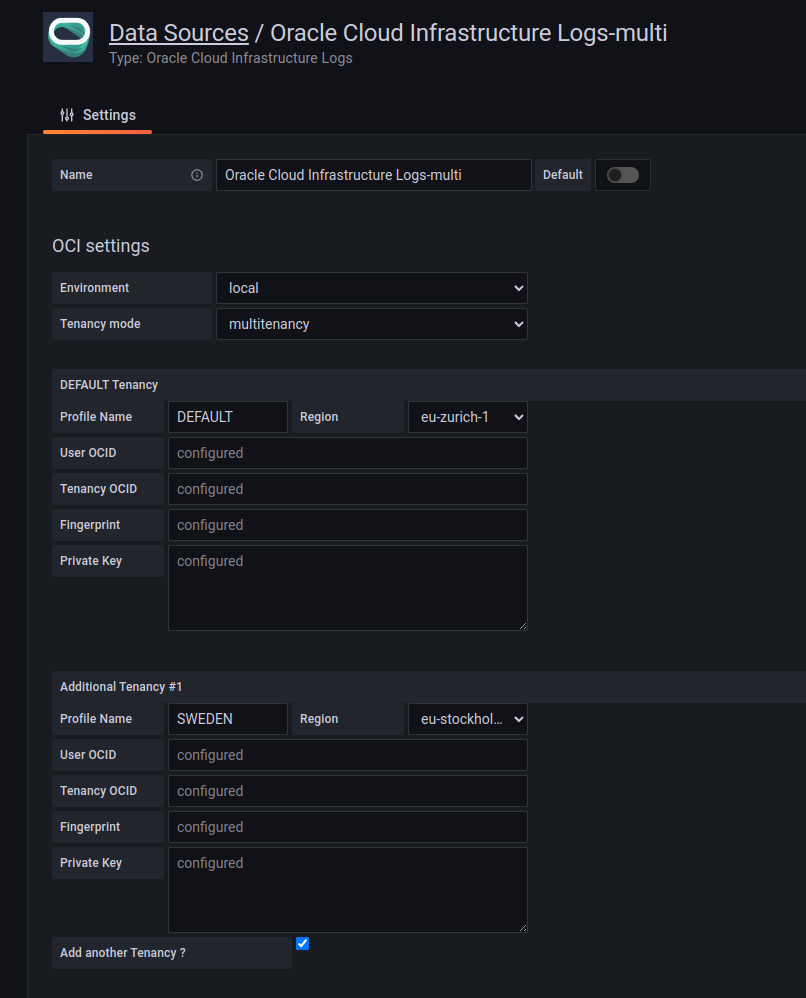 Data Sources / Oracle Cloud Infrastructure Logs-multi
Type: Oracle Cloud Infrastructure Logs
Settings
Name Oracle Cloud Infrastructure Logs-multi Default
OCI settings
Environment local
Tenancy mode multitenancy
DEFAULT Tenancy
Profile Name DEFAULT Region eu-zurich-1
User OCID configured
Tenancy OCID configured
Fingerprint configured
Private Key configured
Additional Tenancy #1
Profile Name SWEDEN Region eu-stockhol...
User OCID configured
Tenancy OCID configured
Fingerprint configured
Private Key configured
Add another Tenancy ?